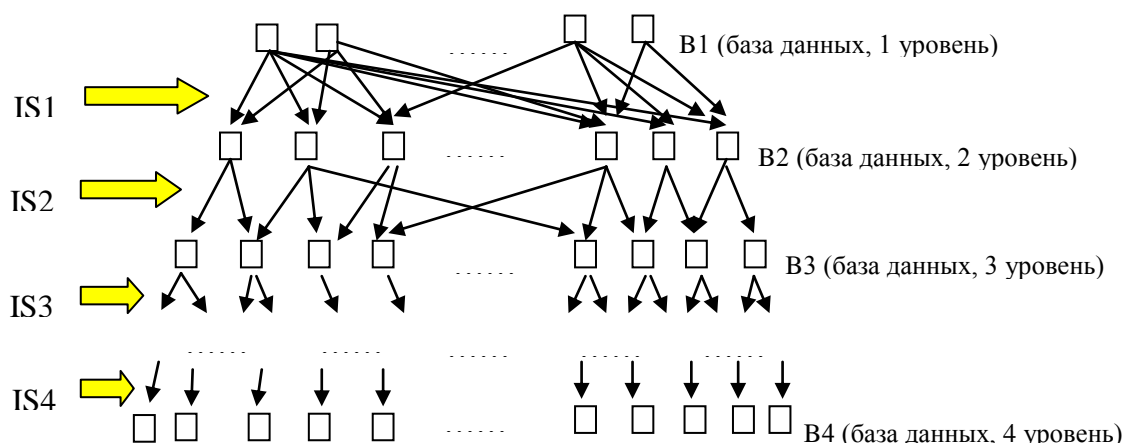 B1 (база данных, 1 уровень)
IS1
B2 (база данных, 2 уровень)
IS2
B3 (база данных, 3 уровень)
IS3
IS4
B4 (база данных, 4 уровень)